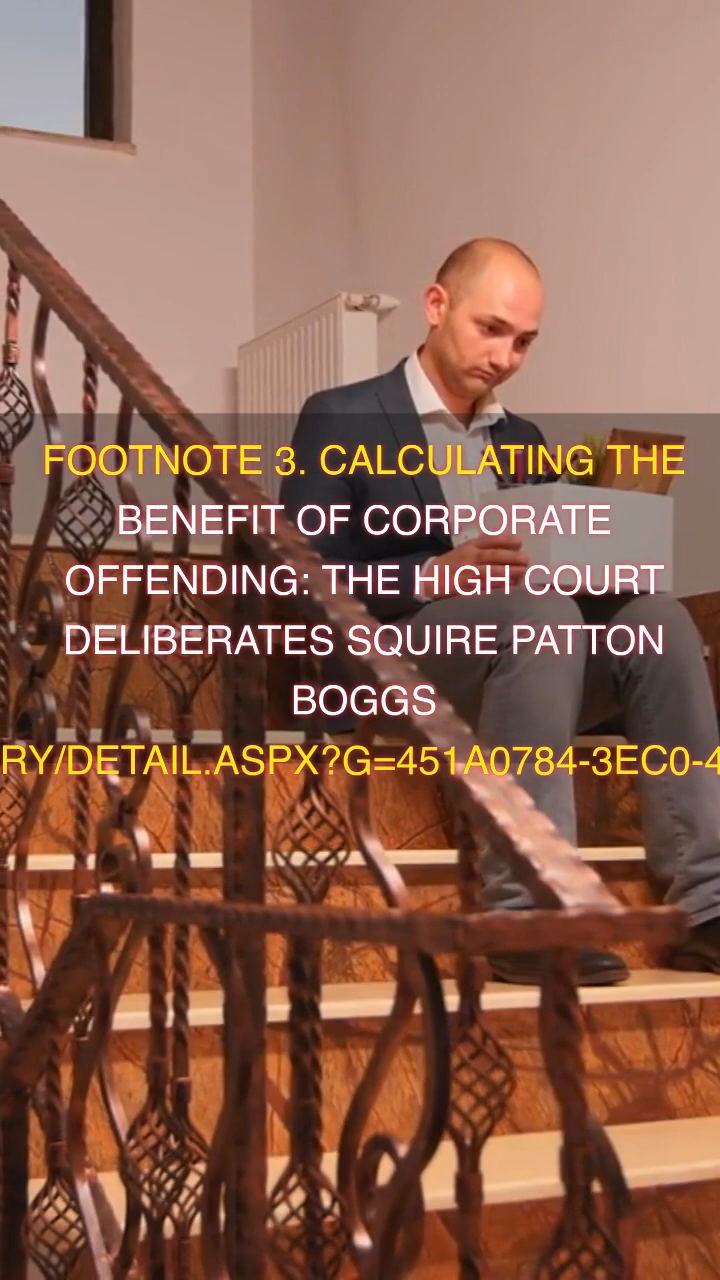 FOOTNOTE 3. CALCULATING THE
BENEFIT OF CORPORATE
OFFENDING: THE HIGH COURT
DELIBERATES SQUIRE PATTON
BOGGS
RY/DETAIL.ASPX?G=451A0784-3EC0-4